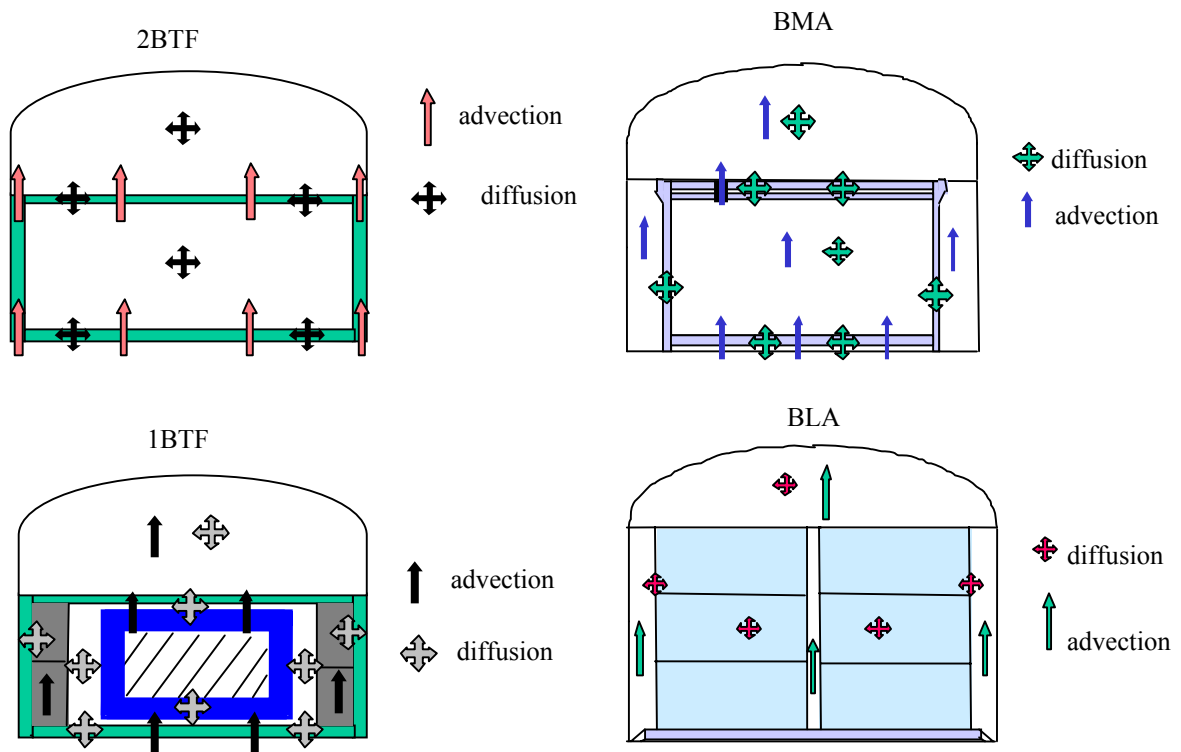 2BTF
advection
diffusion
BMA
diffusion
advection
1BTF
advection
diffusion
BLA
diffusion
advection